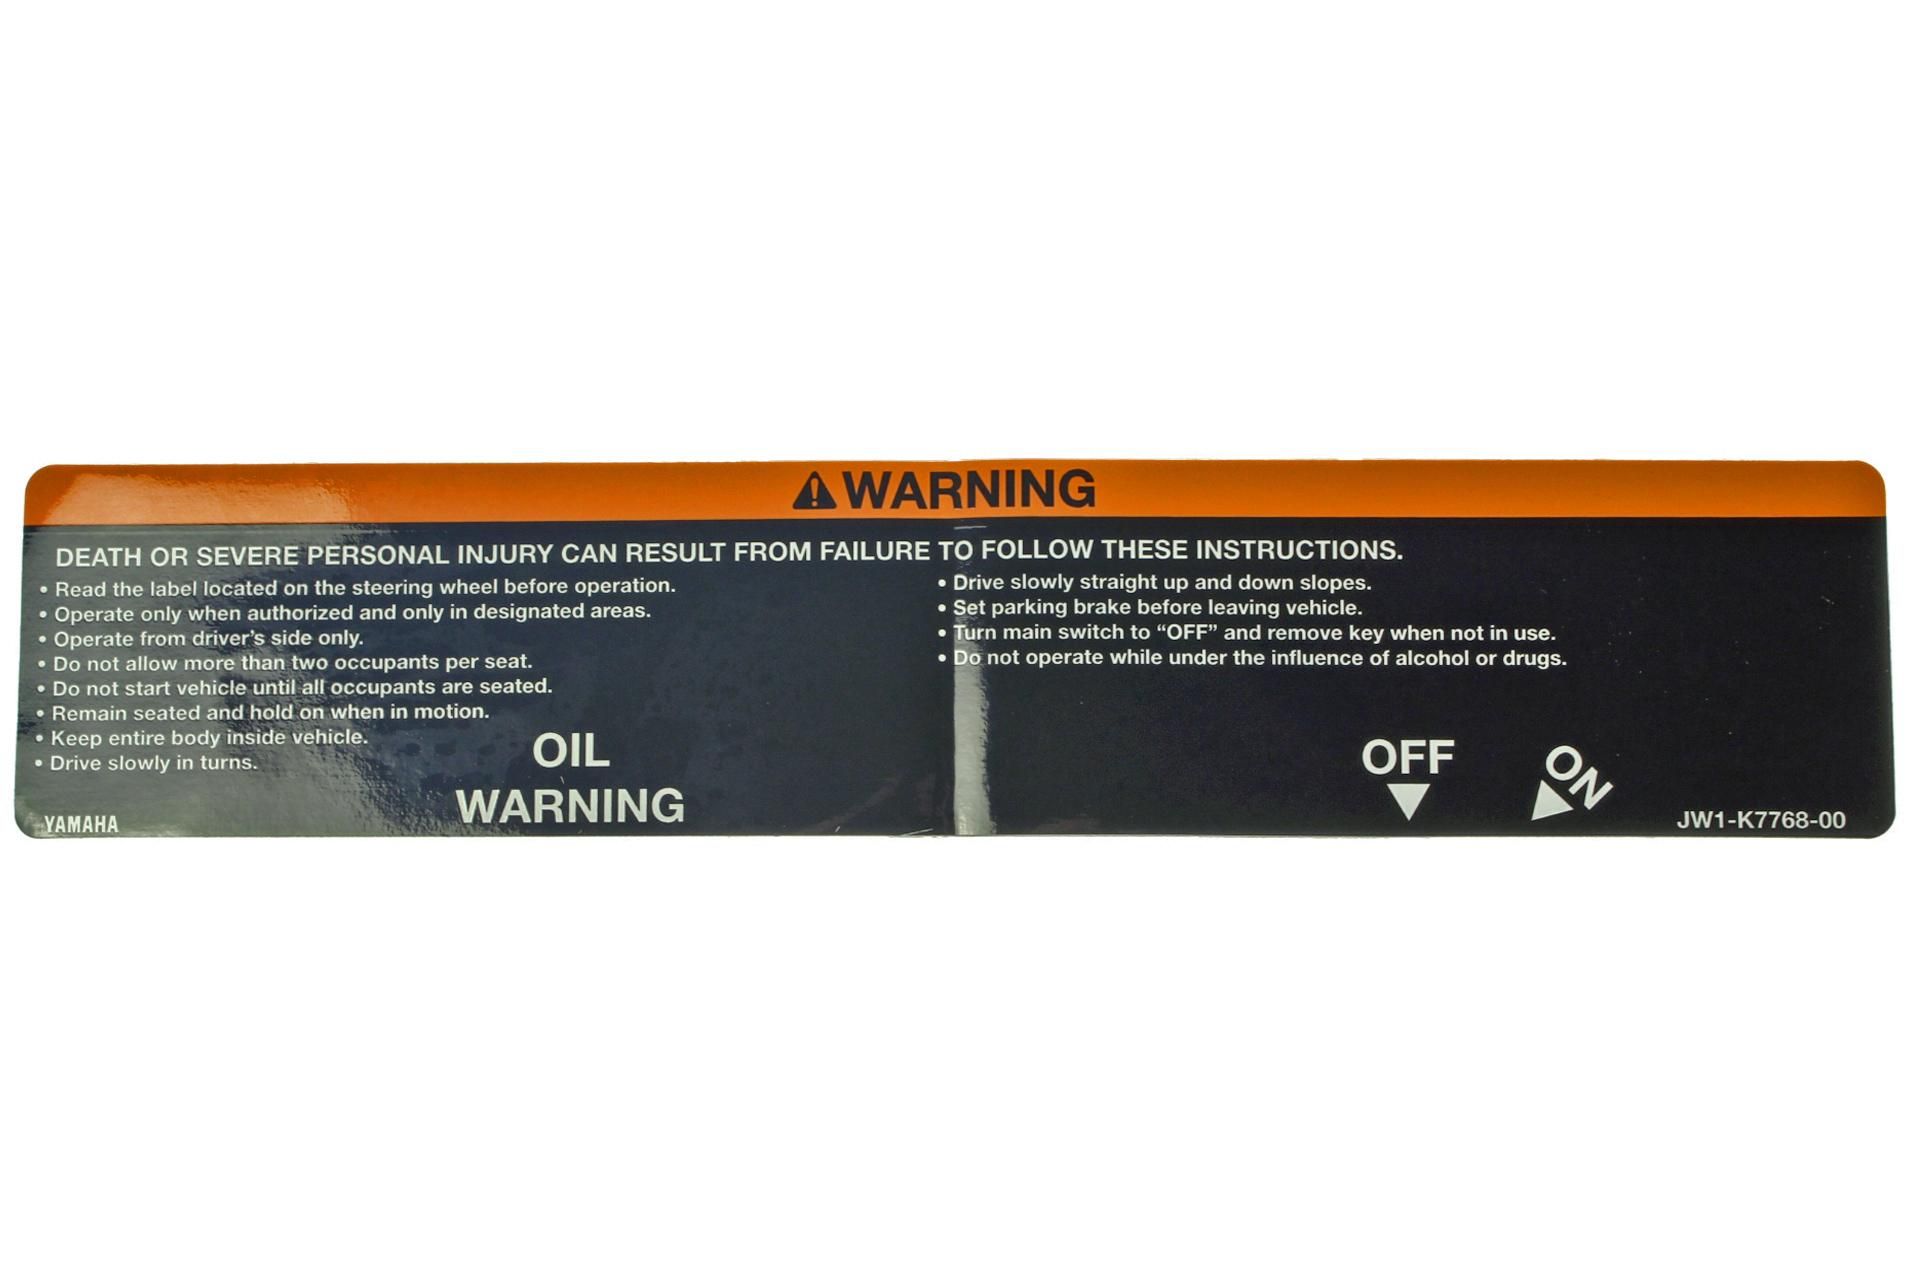 ⚠WARNING
DEATH OR SEVERE PERSONAL INJURY CAN RESULT FROM FAILURE TO FOLLOW THESE INSTRUCTIONS.
• Read the label located on the steering wheel before operation.
• Operate only when authorized and only in designated areas.
• Operate from driver's side only.
• Do not allow more than two occupants per seat.
• Do not start vehicle until all occupants are seated.
• Remain seated and hold on when in motion.
• Keep entire body inside vehicle.
• Drive slowly in turns.
• Drive slowly straight up and down slopes.
• Set parking brake before leaving vehicle.
• Turn main switch to “OFF” and remove key when not in use.
• Do not operate while under the influence of alcohol or drugs.
OIL
WARNING
OFF
ON
YAMAHA
JW1-K7768-00